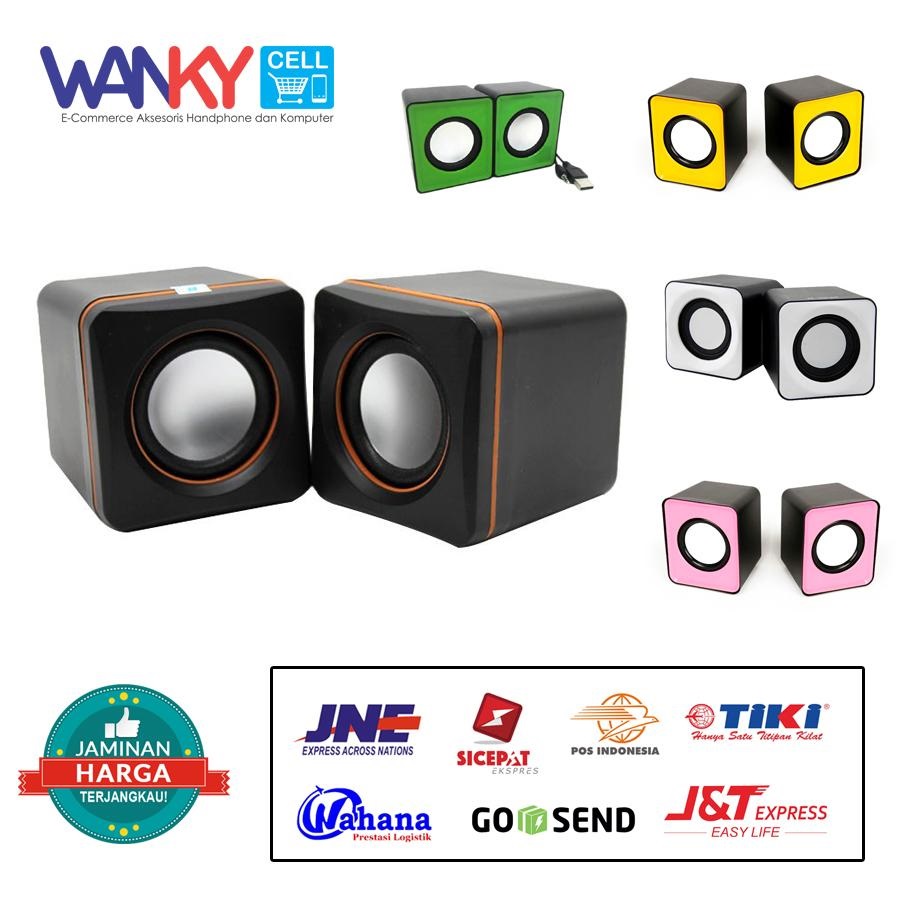 WANKY
CELL
E-Commerce Aksesoris Handphone dan Komputer
JAMINAN
HARGA
TERJANGKAU!
JNE
EXPRESS ACROSS NATIONS
SICEPAT
EKSPRES
POS INDONESIA
TIKI®
Hanya Satu Titipan Kilat
Wahana
Prestasi Logistik
GO SEND
J&T EXPRESS
EASY LIFE